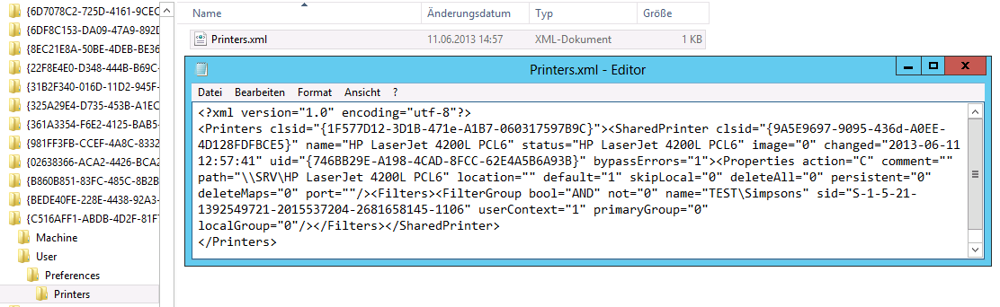 {6D7078C2-725D-4161-9CEC
{6DF8C153-DA09-47A9-892D
{8EC21E8A-50BE-4DEB-BE36
{22F8E4E0-D348-444B-B69C-
{31B2F340-016D-11D2-945F-
{325A29E4-D735-453B-A1EC
{361A3354-F6E2-4125-BAB5-
{981FF3FB-CCEF-4A8C-8332
{02638366-ACA2-4426-BCA2
{B860B851-83FC-485C-8B2B
{BEDE40FE-228E-4438-92A3-
{C516AFF1-ABDB-4D2F-81F7
Machine
User
Preferences
Printers
Name Änderungsdatum Typ Größe
Printers.xml 11.06.2013 14:57 XML-Dokument 1 KB
Printers.xml - Editor
Datei Bearbeiten Format Ansicht ?
<?xml version="1.0" encoding="utf-8"?>
<Printers clsid="{1F577D12-3D1B-471e-A1B7-060317597B9C}"><SharedPrinter clsid="{9A5E9697-9095-436d-A0EE-
4D128FDFBCE5}" name="HP LaserJet 4200L PCL6" status="HP LaserJet 4200L PCL6" image="0" changed="2013-06-11
12:57:41" uid="{746BB29E-A198-4CAD-8FCC-62E4A5B6A93B}" bypassErrors="1"><Properties action="C" comment=""
path="\\SRV\HP LaserJet 4200L PCL6" location="" default="1" skipLocal="0" deleteAll="0" persistent="0"
deleteMaps="0" port=""/><Filters><FilterGroup bool="AND" not="0" name="TEST\Simpsons" sid="S-1-5-21-
1392549721-2015537204-2681658145-1106" userContext="1" primaryGroup="0"
localGroup="0"/></Filters></SharedPrinter>
</Printers>